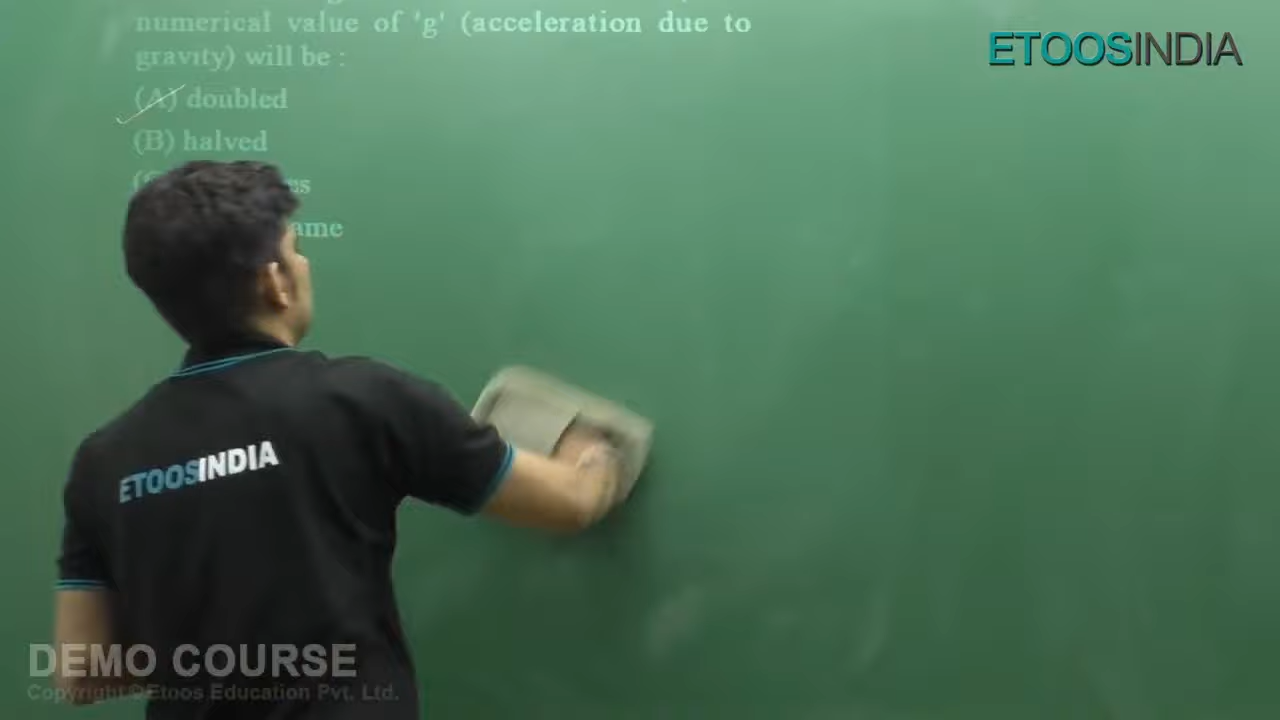 numerical value of 'g' (acceleration due to
gravity) will be :
(A) doubled
(B) halved
ETOOSINDIA
ETOOSINDIA
DEMO COURSE
Copyright ©Etoos Education Pvt. Ltd.